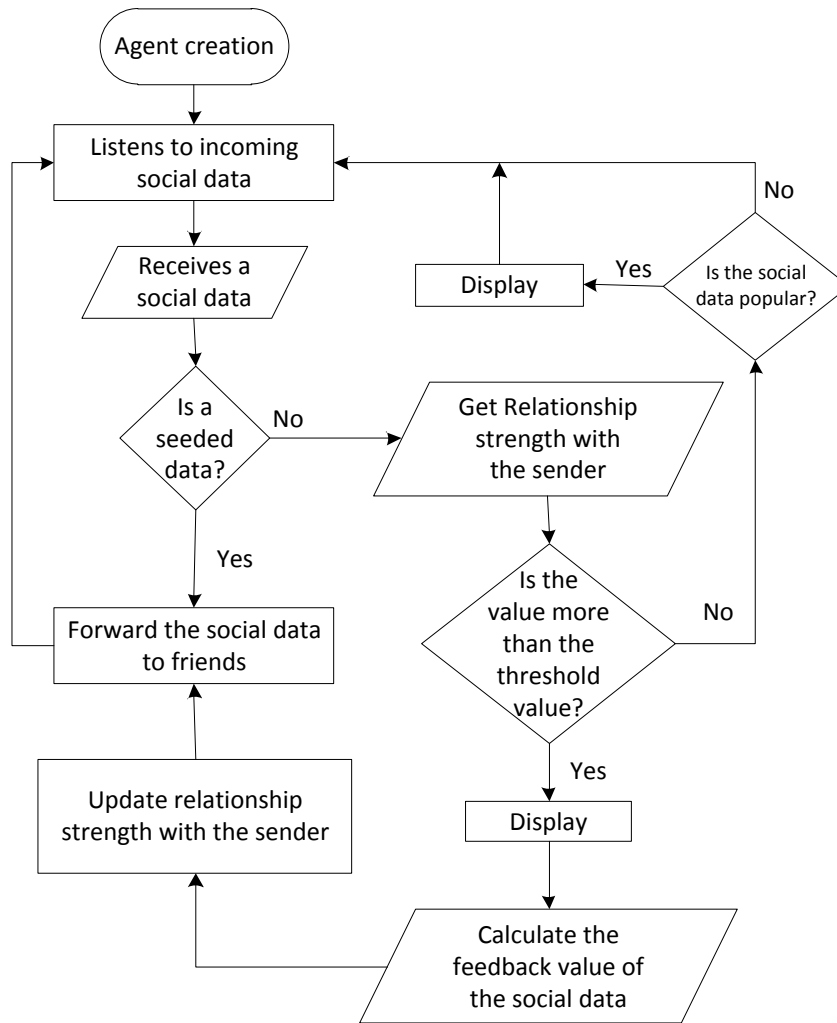 Agent creation
Listens to incoming
social data
No
Receives a
social data
Yes
Display
Is the social
data popular?
Is a
seeded
data?
No
Get Relationship
strength with
the sender
Yes
Is the
value more
than the
threshold
value?
No
Forward the social data
to friends
Yes
Update relationship
strength with the sender
Display
Calculate the
feedback value of
the social data